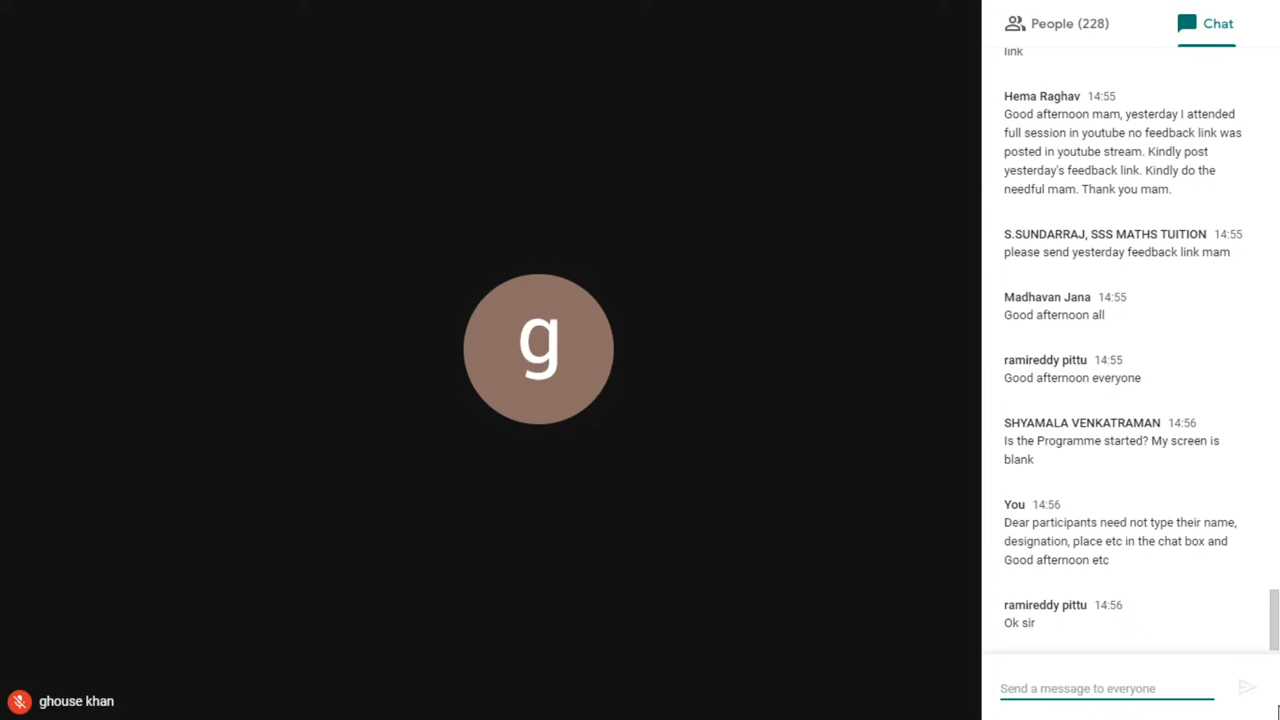 People (228)
Chat
link
Hema Raghav 14:55
Good afternoon mam, yesterday I attended
full session in youtube no feedback link was
posted in youtube stream. Kindly post
yesterday's feedback link. Kindly do the
needful mam. Thank you mam.
S.SUNDARRAJ, SSS MATHS TUITION 14:55
please send yesterday feedback link mam
Madhavan Jana 14:55
Good afternoon all
ramireddy pittu 14:55
Good afternoon everyone
SHYAMALA VENKATRAMAN 14:56
Is the Programme started? My screen is
blank
You 14:56
Dear participants need not type their name,
designation, place etc in the chat box and
Good afternoon etc
ramireddy pittu 14:56
Ok sir
Send a message to everyone
g
ghouse khan